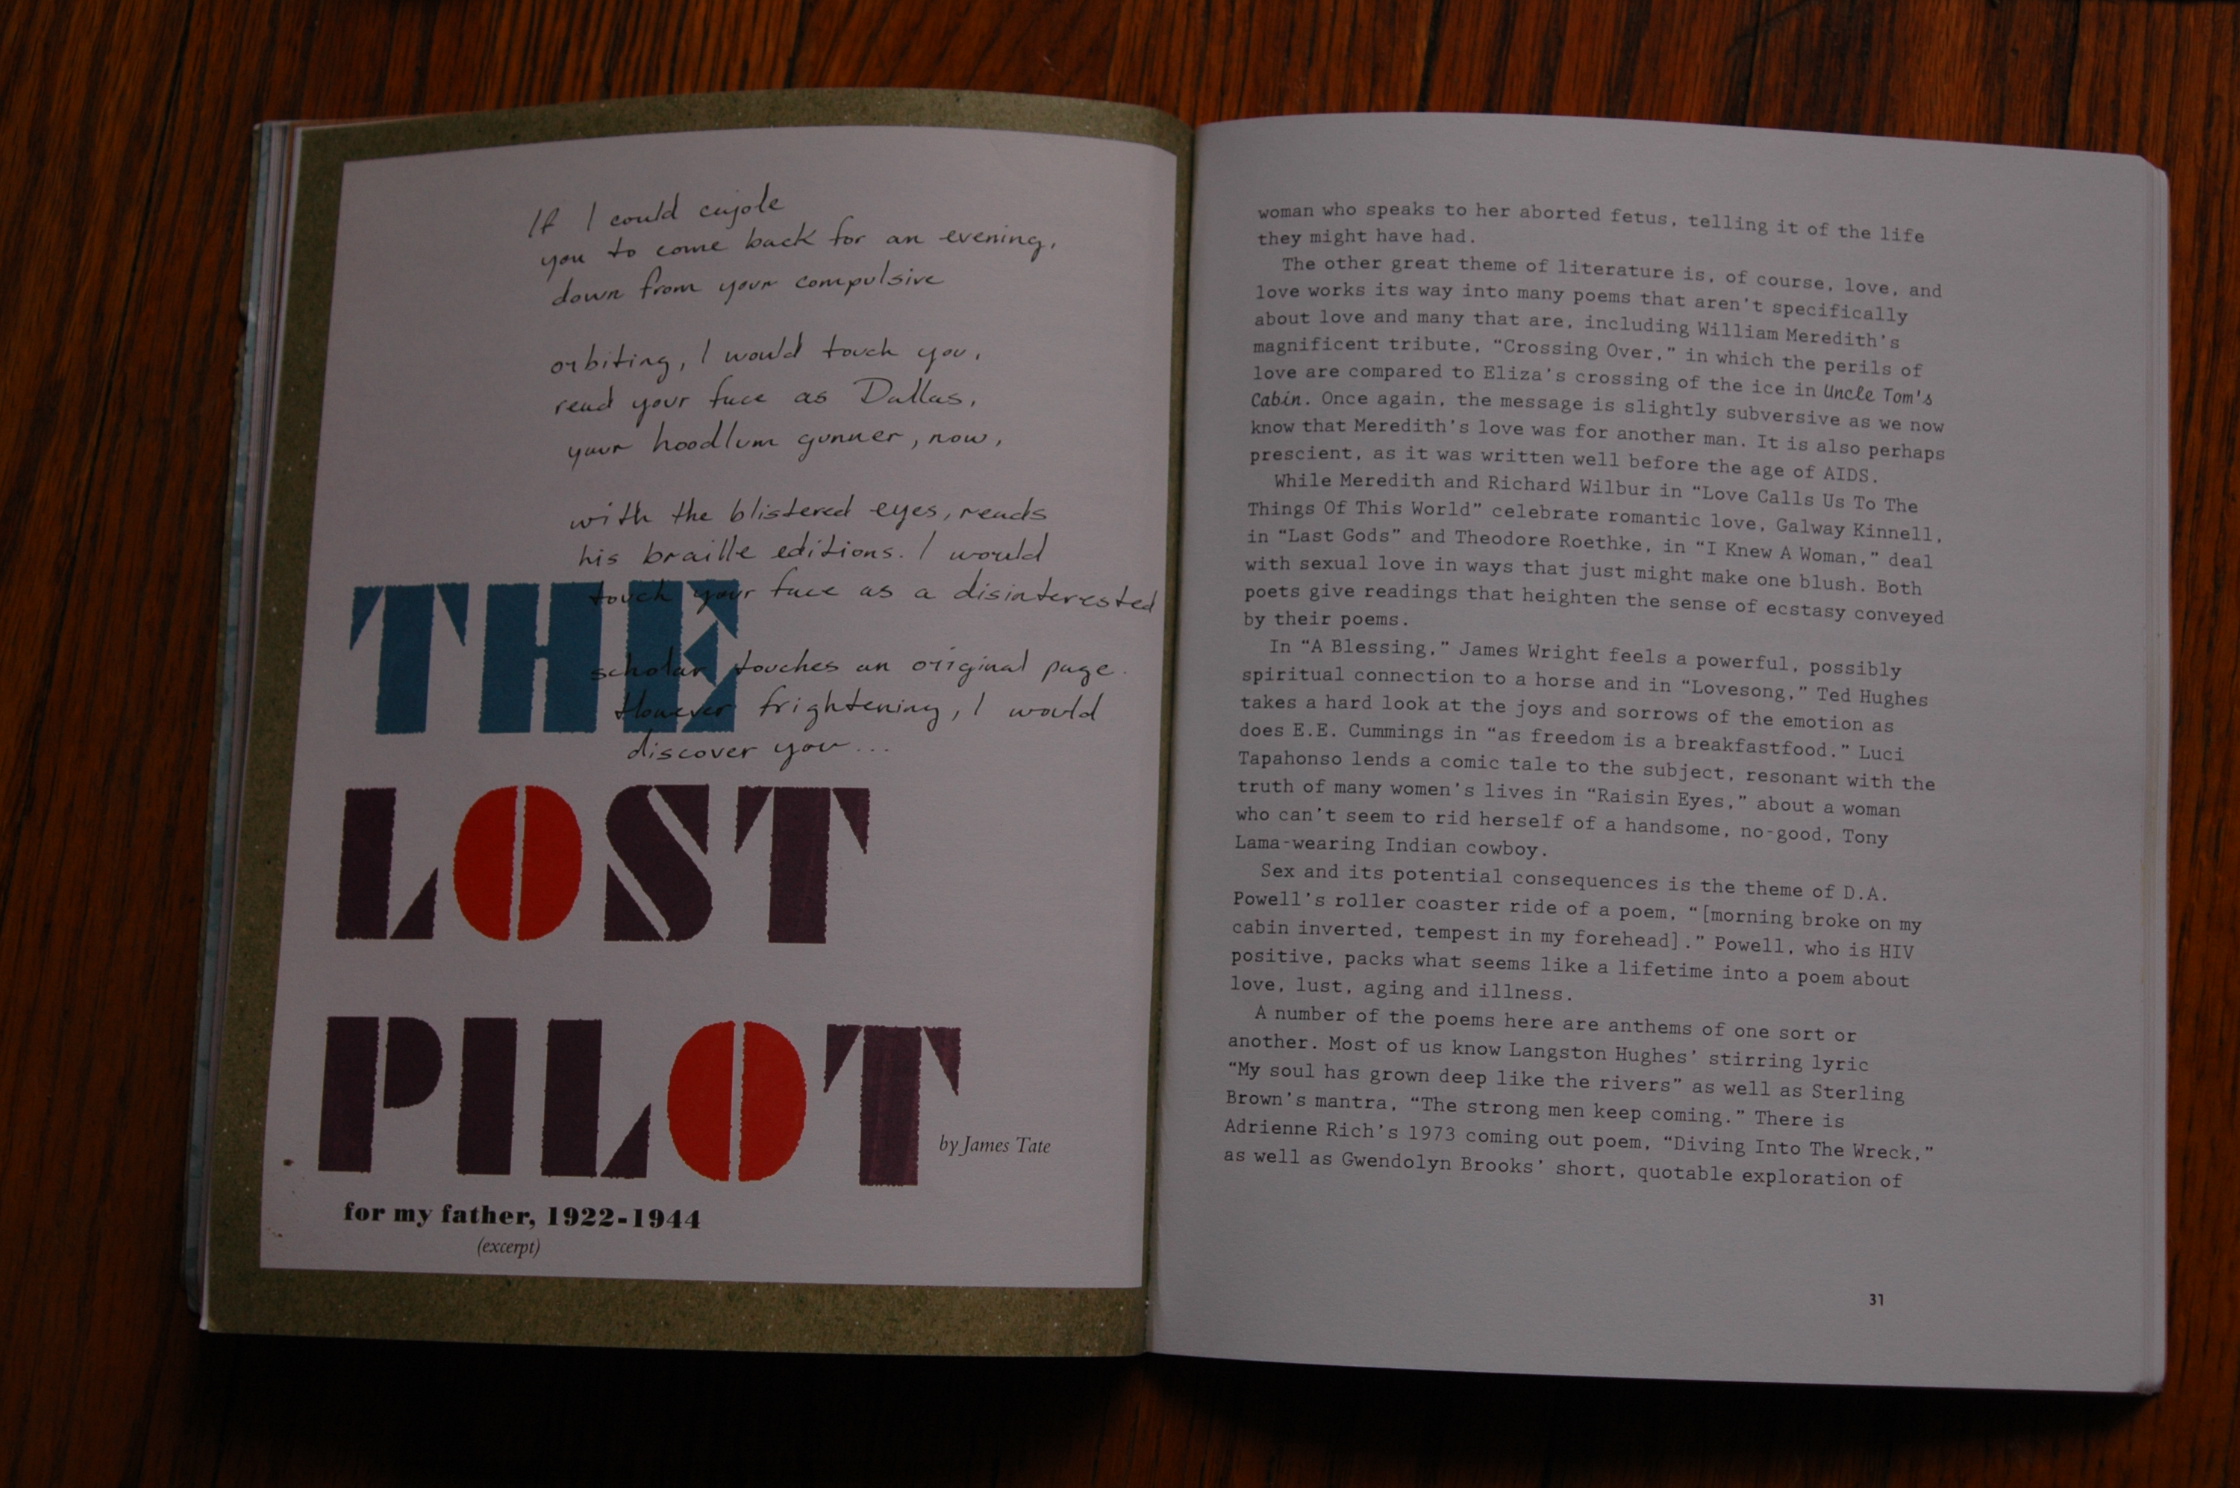 If I could cajole
you to come back for an evening,
down from your compulsive
orbiting, I would touch you,
read your face as Dallas,
your hoodlum gunner, now,
with the blistered eyes, reads
his braille editions. I would
touch your face as a disinterested
scholar touches an original page.
However frightening, I would
discover you...
THE
LOST
PILOT
by James Tate
for my father, 1922-1944
(excerpt)
woman who speaks to her aborted fetus, telling it of the life
they might have had.
The other great theme of literature is, of course, love, and
love works its way into many poems that aren't specifically
about love and many that are, including William Meredith's
magnificent tribute, “Crossing Over,” in which the perils of
love are compared to Eliza's crossing of the ice in Uncle Tom's
Cabin. Once again, the message is slightly subversive as we now
know that Meredith's love was for another man. It is also perhaps
prescient, as it was written well before the age of AIDS.
While Meredith and Richard Wilbur in “Love Calls Us To The
Things Of This World” celebrate romantic love, Galway Kinnell,
in “Last Gods” and Theodore Roethke, in “I Knew A Woman,” deal
with sexual love in ways that just might make one blush. Both
poets give readings that heighten the sense of ecstasy conveyed
by their poems.
In “A Blessing,” James Wright feels a powerful, possibly
spiritual connection to a horse and in “Lovesong,” Ted Hughes
takes a hard look at the joys and sorrows of the emotion as
does E.E. Cummings in “as freedom is a breakfastfood.” Luci
Tapahonso lends a comic tale to the subject, resonant with the
truth of many women's lives in “Raisin Eyes,” about a woman
who can't seem to rid herself of a handsome, no-good, Tony
Lama-wearing Indian cowboy.
Sex and its potential consequences is the theme of D.A.
Powell's roller coaster ride of a poem, “[morning broke on my
cabin inverted, tempest in my forehead].” Powell, who is HIV
positive, packs what seems like a lifetime into a poem about
love, lust, aging and illness.
A number of the poems here are anthems of one sort or
another. Most of us know Langston Hughes' stirring lyric
“My soul has grown deep like the rivers” as well as Sterling
Brown's mantra, “The strong men keep coming.” There is
Adrienne Rich's 1973 coming out poem, “Diving Into The Wreck,”
as well as Gwendolyn Brooks' short, quotable exploration of
31